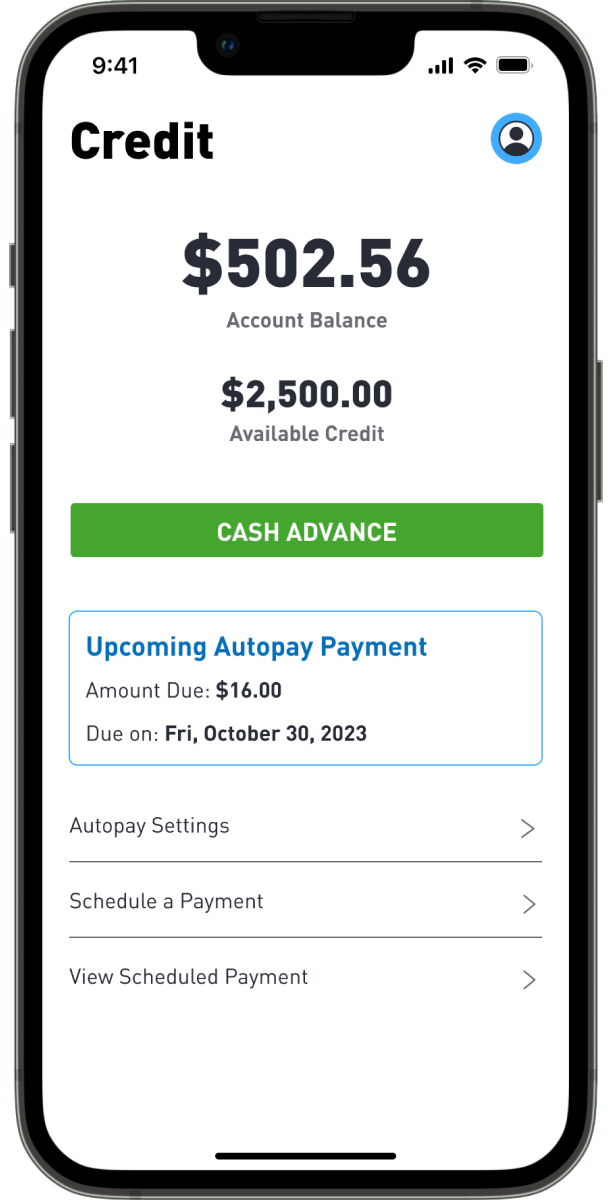 9:41
Credit
$502.56
Account Balance
$2,500.00
Available Credit
CASH ADVANCE
Upcoming Autopay Payment
Amount Due: $16.00
Due on: Fri, October 30, 2023
Autopay Settings
Schedule a Payment
View Scheduled Payment